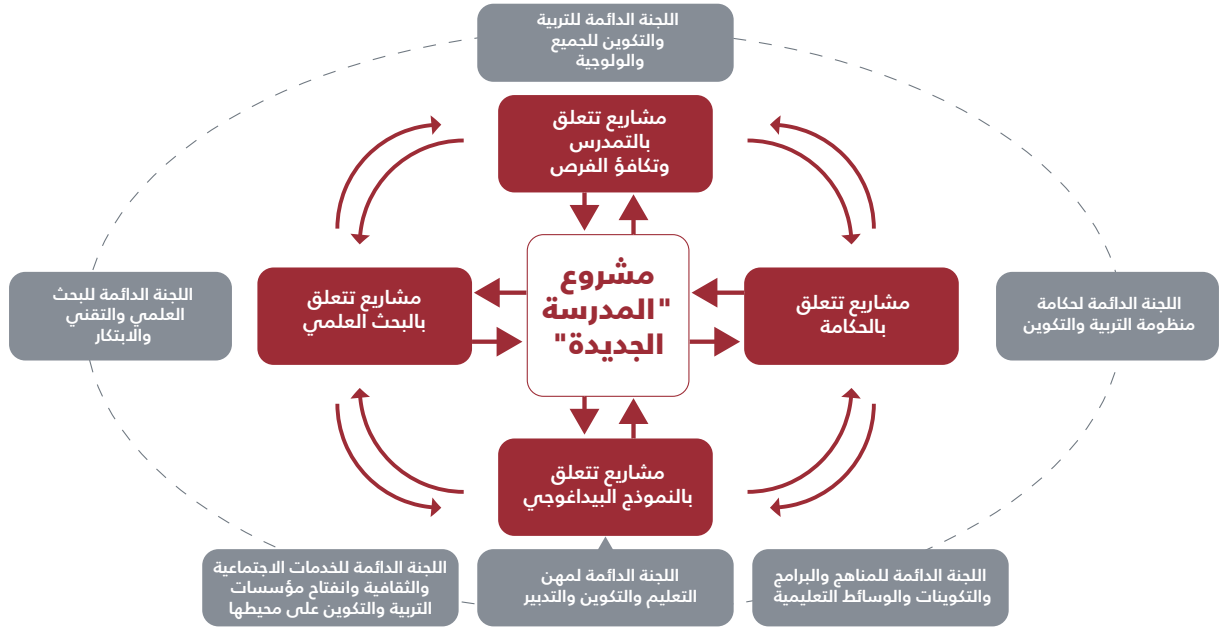 اللجنة الدائمة للتربية
والتكوين للجميع
والولوجية
مشاريع تتعلق
بالتمدرس
وتكافؤ الفرص
اللجنة الدائمة لحكامة
منظومة التربية والتكوين
مشاريع تتعلق
بالحكامة
مشروع
"المدرسة
الجديدة"
مشاريع تتعلق
بالبحث العلمي
اللجنة الدائمة للبحث
العلمي والتقني
والابتكار
مشاريع تتعلق
بالنموذج البيداغوجي
اللجنة الدائمة للمناهج والبرامج
والتكوينات والوسائط التعليمية
اللجنة الدائمة لمهن
التعليم والتكوين والتدبير
اللجنة الدائمة للخدمات الاجتماعية
والثقافية وانفتاح مؤسسات
التربية والتكوين على محيطها